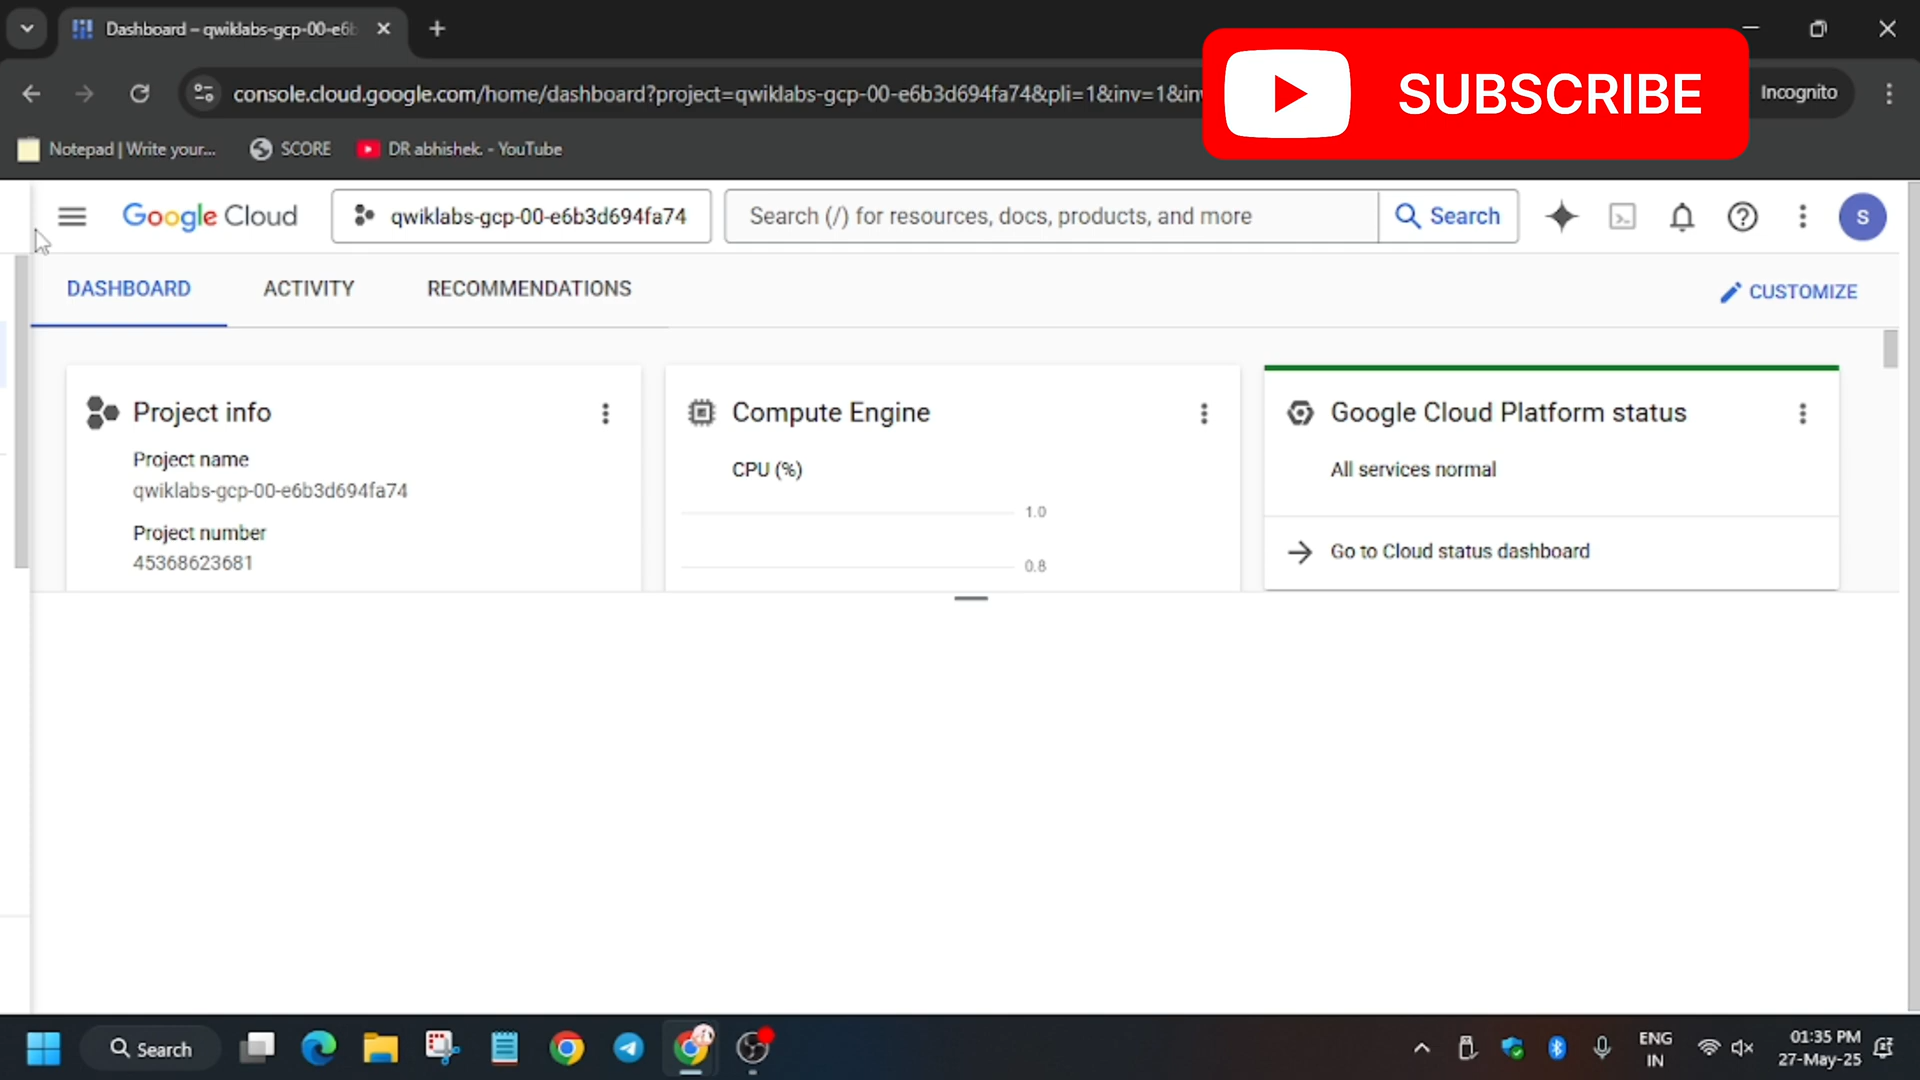 Dashboard – qwiklabs-gcp-00-e6b
console.cloud.google.com/home/dashboard?project=qwiklabs-gcp-00-e6b3d694fa74&pli=1&inv=1&inv
SUBSCRIBE
Incognito
Notepad | Write your...
SCORE
DR abhishek. - YouTube
Google Cloud
qwiklabs-gcp-00-e6b3d694fa74
Search (/) for resources, docs, products, and more
Search
S
DASHBOARD
ACTIVITY
RECOMMENDATIONS
CUSTOMIZE
Project info
Project name
qwiklabs-gcp-00-e6b3d694fa74
Project number
45368623681
Compute Engine
CPU (%)
1.0
0.8
Google Cloud Platform status
All services normal
Go to Cloud status dashboard
Search
ENG
IN
01:35 PM
27-May-25